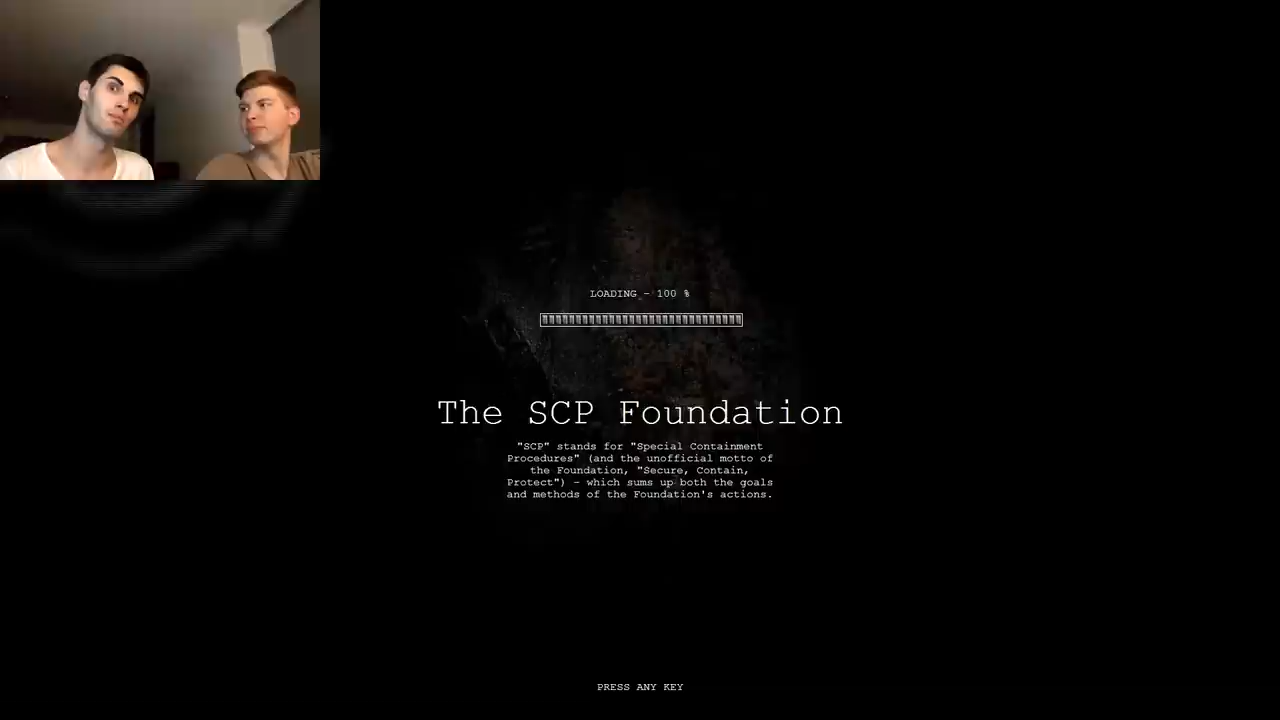 LOADING - 100 %
The SCP Foundation
"SCP" stands for "Special Containment
Procedures" (and the unofficial motto of
the Foundation, "Secure, Contain,
Protect") - which sums up both the goals
and methods of the Foundation's actions.
PRESS ANY KEY